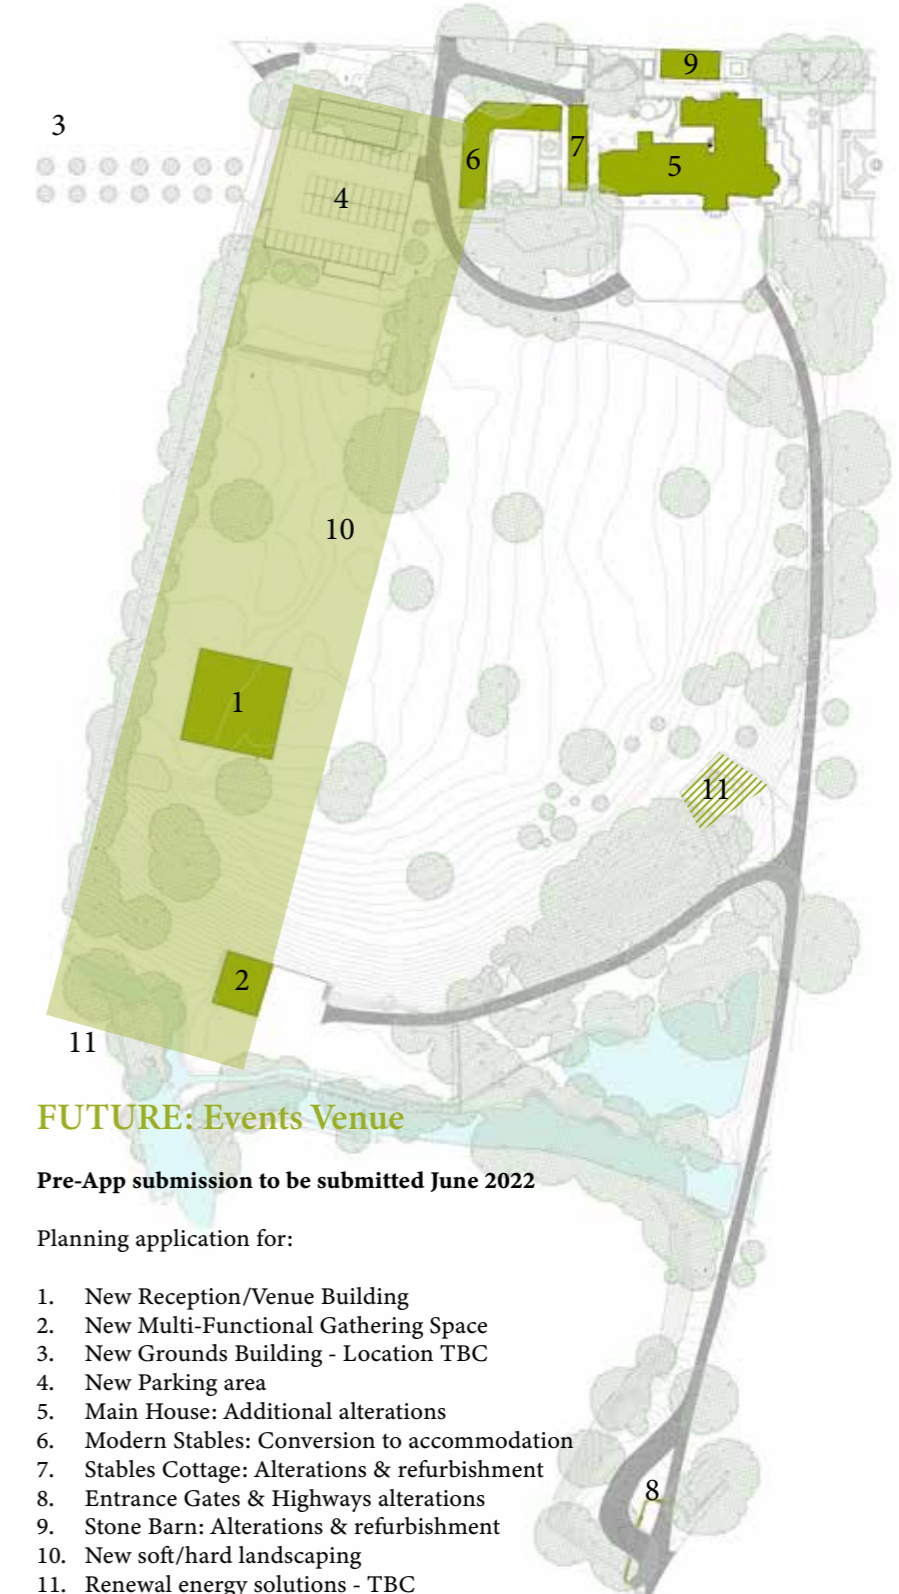 9
3
6
7
5
4
10
1
11
2
11
FUTURE: Events Venue
Pre-App submission to be submitted June 2022
Planning application for:
1. New Reception/Venue Building
2. New Multi-Functional Gathering Space
3. New Grounds Building - Location TBC
4. New Parking area
5. Main House: Additional alterations
6. Modern Stables: Conversion to accommodation
7. Stables Cottage: Alterations & refurbishment
8. Entrance Gates & Highways alterations
9. Stone Barn: Alterations & refurbishment
10. New soft/hard landscaping
11. Renewal energy solutions - TBC
8